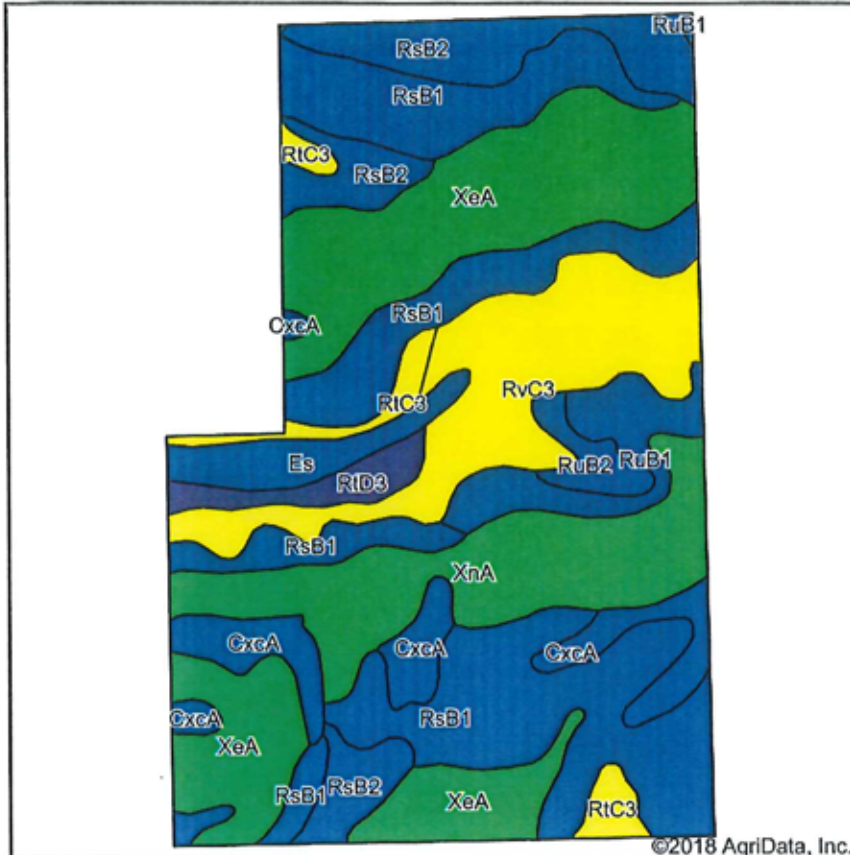 RuB1
RsB2
RsB1
RtC3
RsB2
XeA
CxcA
RsB1
RtC3
RvC3
Es
RuB2
RuB1
RtD3
RsB1
XnA
CxcA
CxcA
CxcA
CxcA
RsB1
XeA
RsB1
RsB2
XeA
RtC3
©2018 AgriData, Inc.